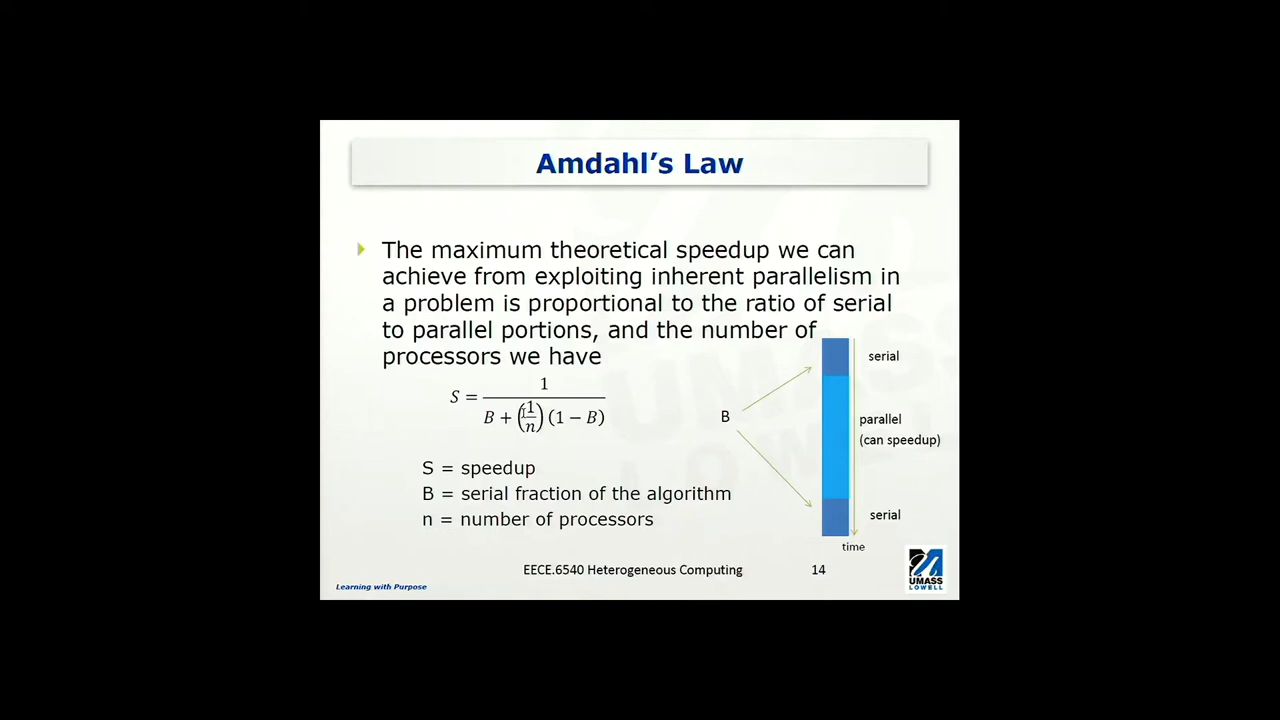 Amdahl's Law
The maximum theoretical speedup we can
achieve from exploiting inherent parallelism in
a problem is proportional to the ratio of serial
to parallel portions, and the number of
processors we have
S = 1 / (B + (1/n) (1 − B))
S = speedup
B = serial fraction of the algorithm
n = number of processors
B
serial
parallel
(can speedup)
serial
time
EECE.6540 Heterogeneous Computing
14
Learning with Purpose
UMASS
LOWELL